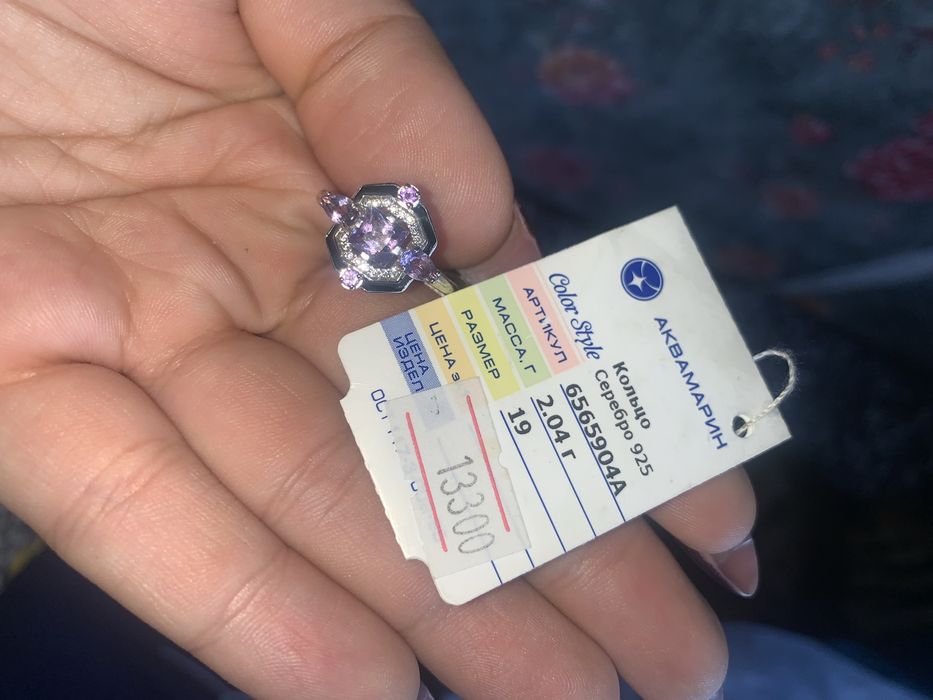 АКВАМАРИН
Кольцо
Серебро 925
Color Style
АРТИКУЛ 6565904А
МАССА, г 2.04 г
РАЗМЕР 19
ЦЕНА
ЦЕНА
ИЗДЕЛ
13300